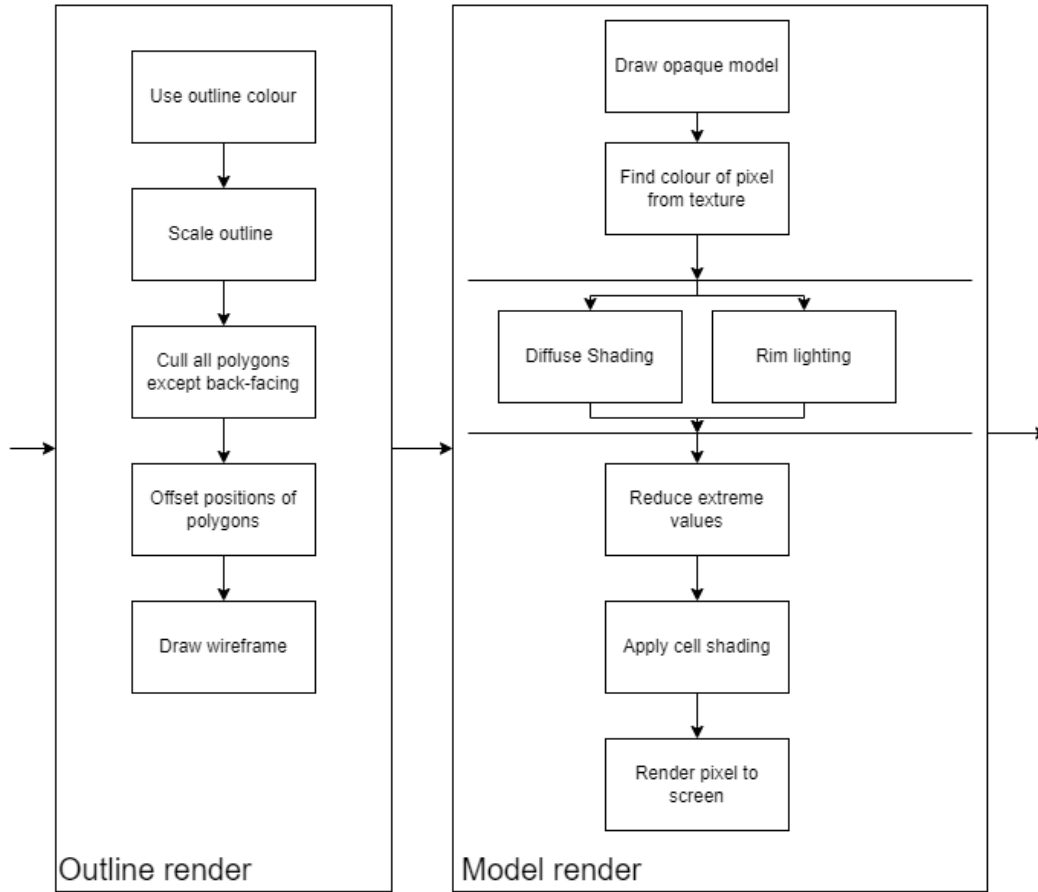 Use outline colour
Scale outline
Cull all polygons
except back-facing
Offset positions of
polygons
Draw wireframe
Outline render
Draw opaque model
Find colour of pixel
from texture
Diffuse Shading
Rim lighting
Reduce extreme
values
Apply cell shading
Render pixel to
screen
Model render